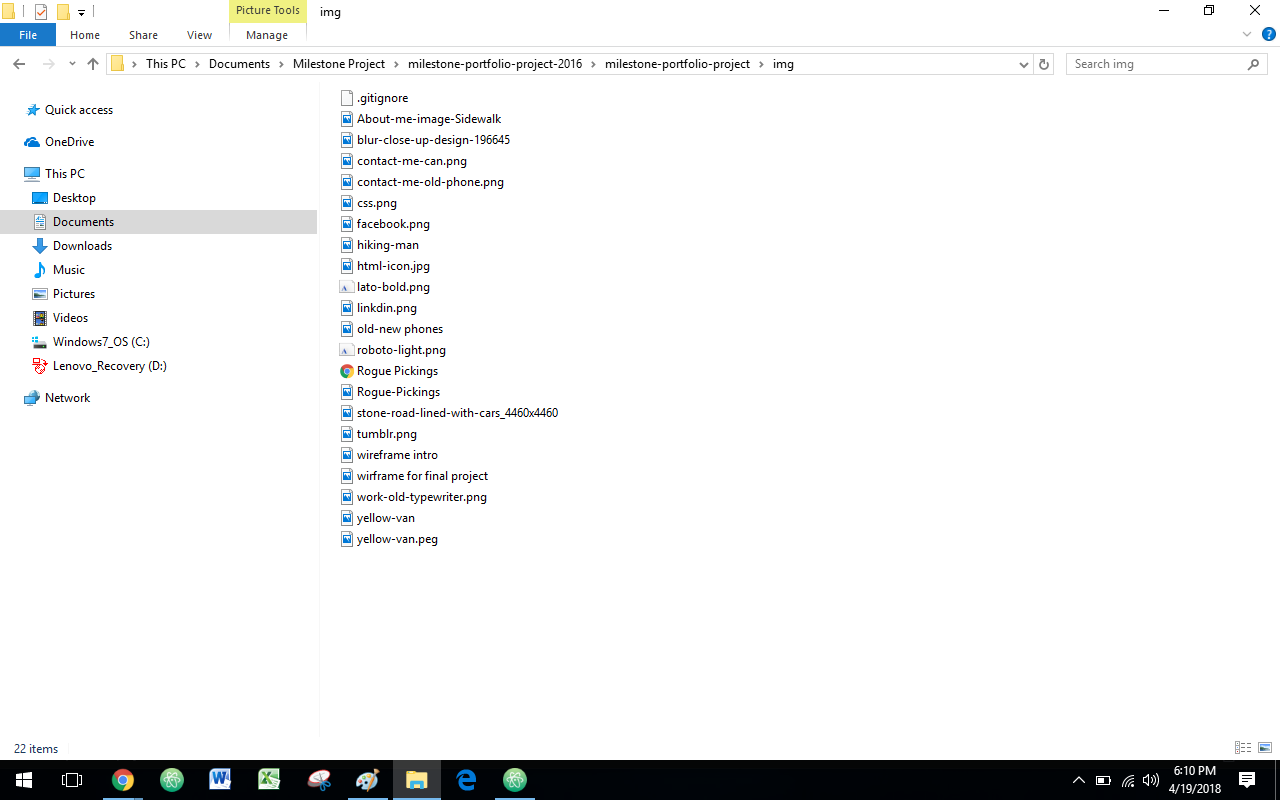 Picture Tools
img
File
Home
Share
View
Manage
This PC
Documents
Milestone Project
milestone-portfolio-project-2016
milestone-portfolio-project
img
Search img
Quick access
OneDrive
This PC
Desktop
Documents
Downloads
Music
Pictures
Videos
Windows7_OS (C:)
Lenovo_Recovery (D:)
Network
.gitignore
About-me-image-Sidewalk
blur-close-up-design-196645
contact-me-can.png
contact-me-old-phone.png
css.png
facebook.png
hiking-man
html-icon.jpg
lato-bold.png
linkdin.png
old-new phones
roboto-light.png
Rogue Pickings
Rogue-Pickings
stone-road-lined-with-cars_4460x4460
tumblr.png
wireframe intro
wirframe for final project
work-old-typewriter.png
yellow-van
yellow-van.peg
22 items
6:10 PM
4/19/2018